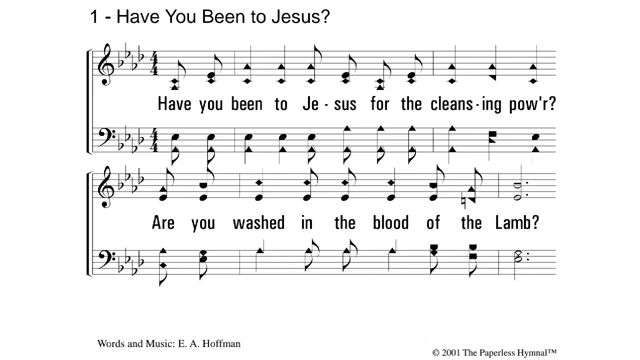 1 - Have You Been to Jesus?
Have you been to Je - sus for the cleans - ing pow'r?
Are you washed in the blood of the Lamb?
Words and Music: E. A. Hoffman
© 2001 The Paperless Hymnal™